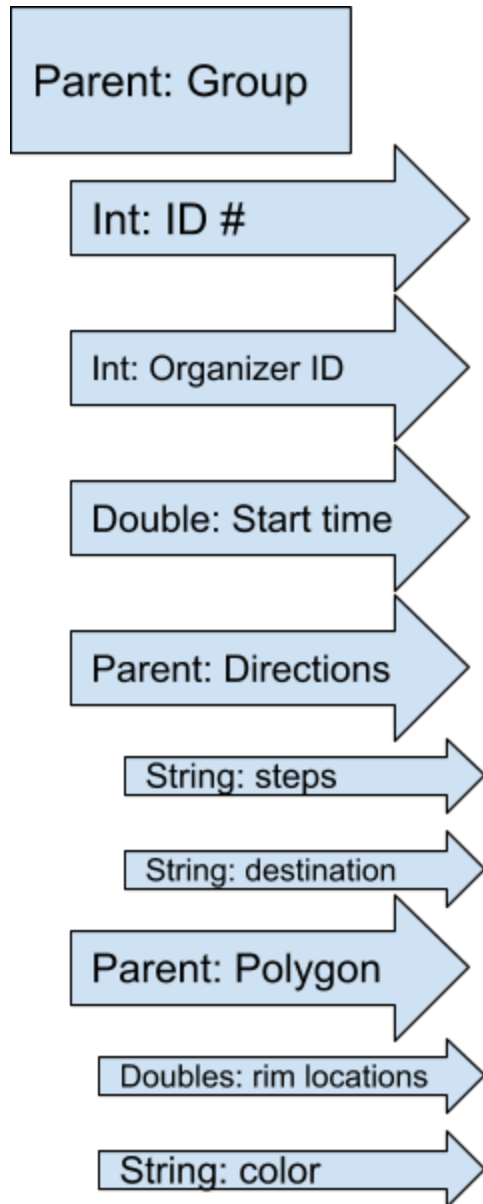 Parent: Group
Int: ID #
Int: Organizer ID
Double: Start time
Parent: Directions
String: steps
String: destination
Parent: Polygon
Doubles: rim locations
String: color